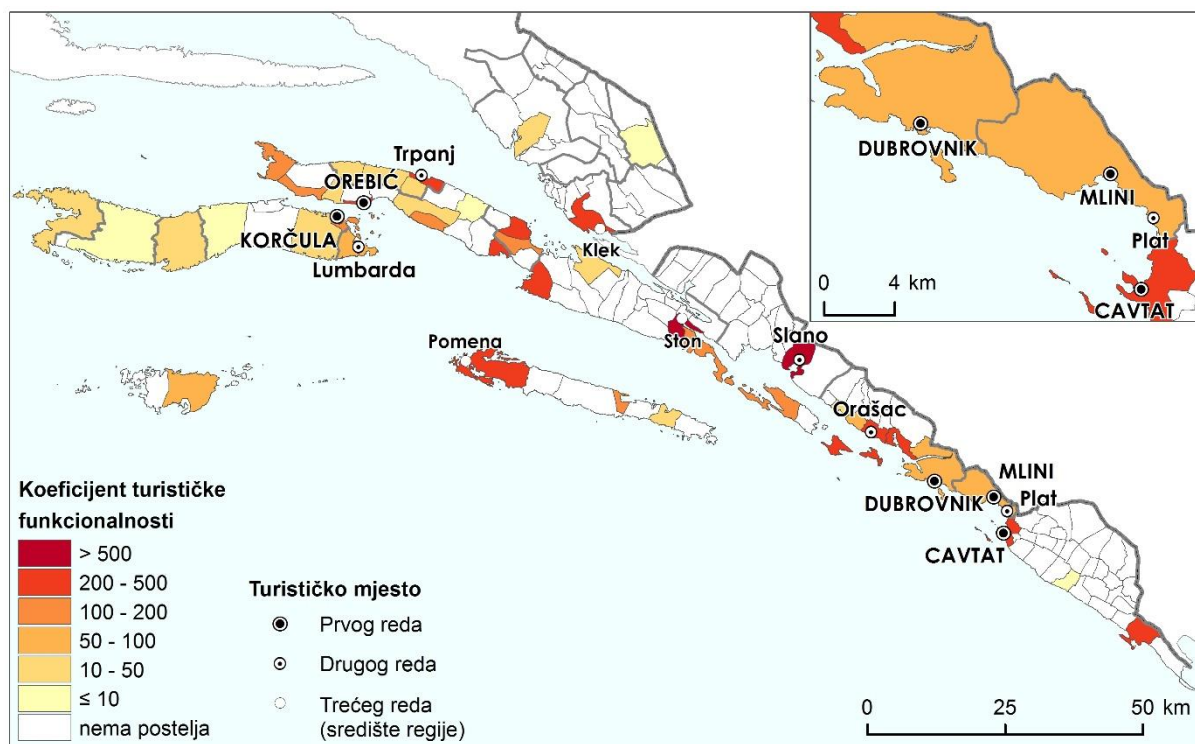 Trpanj
OREBIĆ
KORČULA
Lumbarda
Klek
Pomena
Ston
Slano
Orašac
DUBROVNIK
MLINI
Plat
CAVTAT
DUBROVNIK
MLINI
Plat
CAVTAT
0 4 km
Koeficijent turističke
funkcionalnosti
> 500
200 - 500
100 - 200
50 - 100
10 - 50
≤ 10
nema postelja
Turističko mjesto
Prvog reda
Drugog reda
Trećeg reda
(središte regije)
0 25 50 km